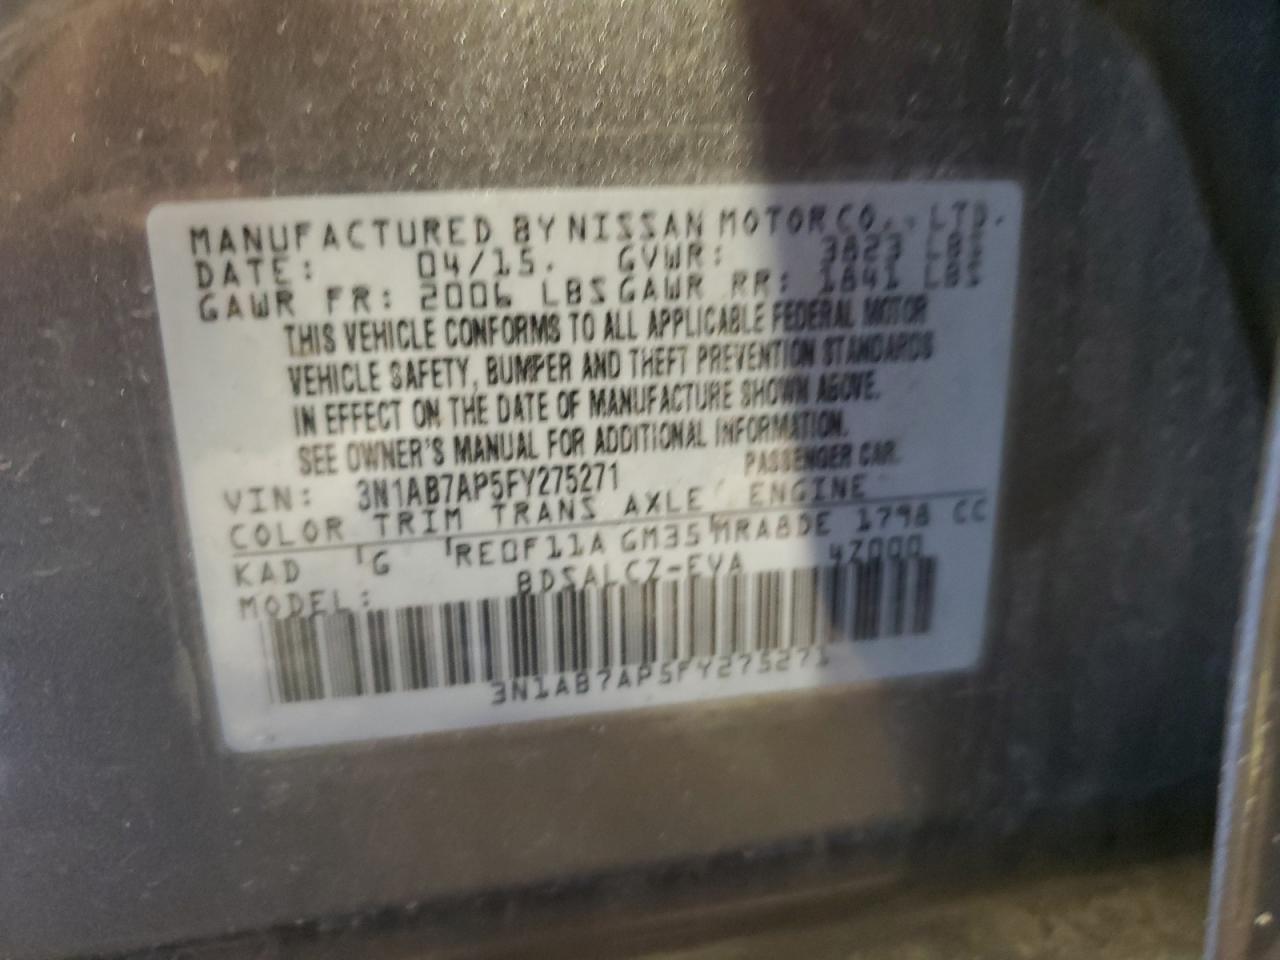 MANUFACTURED BY NISSAN MOTOR CO., LTD.
DATE: 04/15. GVWR: 3823 LBS
GAWR FR: 2006 LBS GAWR RR: 1841 LBS
THIS VEHICLE CONFORMS TO ALL APPLICABLE FEDERAL MOTOR
VEHICLE SAFETY, BUMPER AND THEFT PREVENTION STANDARDS
IN EFFECT ON THE DATE OF MANUFACTURE SHOWN ABOVE.
SEE OWNER'S MANUAL FOR ADDITIONAL INFORMATION.
VIN: 3N1AB7AP5FY275271 PASSENGER CAR.
COLOR TRIM TRANS AXLE ENGINE
KAD G RE0F11A GM35 MRA8DE 1798 CC
MODEL: BDSALCZ-EVA 4Z000
3N1AB7AP5FY275271